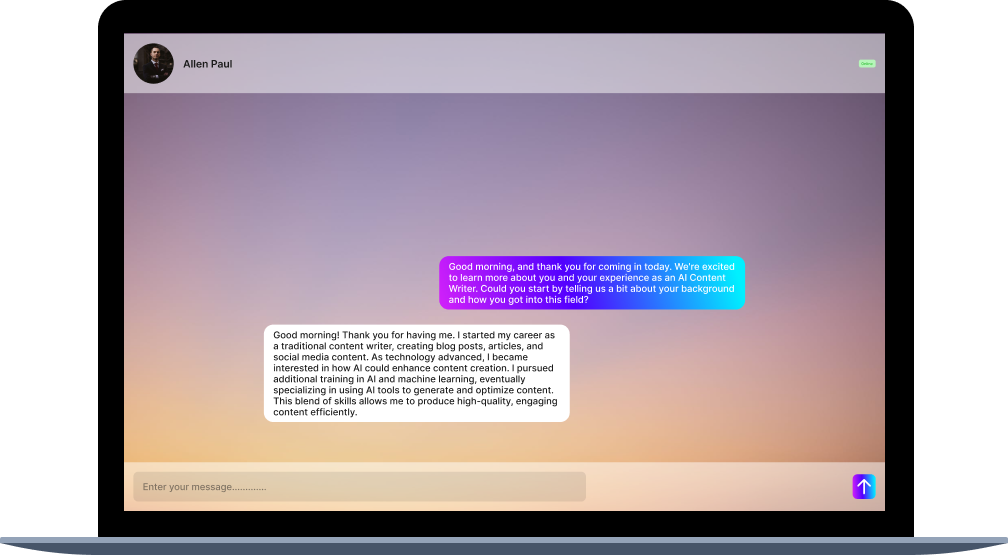 Allen Paul
Good morning, and thank you for coming in today. We're excited
to learn more about you and your experience as an AI Content
Writer. Could you start by telling us a bit about your background
and how you got into this field?
Good morning! Thank you for having me. I started my career as
a traditional content writer, creating blog posts, articles, and
social media content. As technology advanced, I became
interested in how AI could enhance content creation. I pursued
additional training in AI and machine learning, eventually
specializing in using AI tools to generate and optimize content.
This blend of skills allows me to produce high-quality, engaging
content efficiently.
Enter your message.............